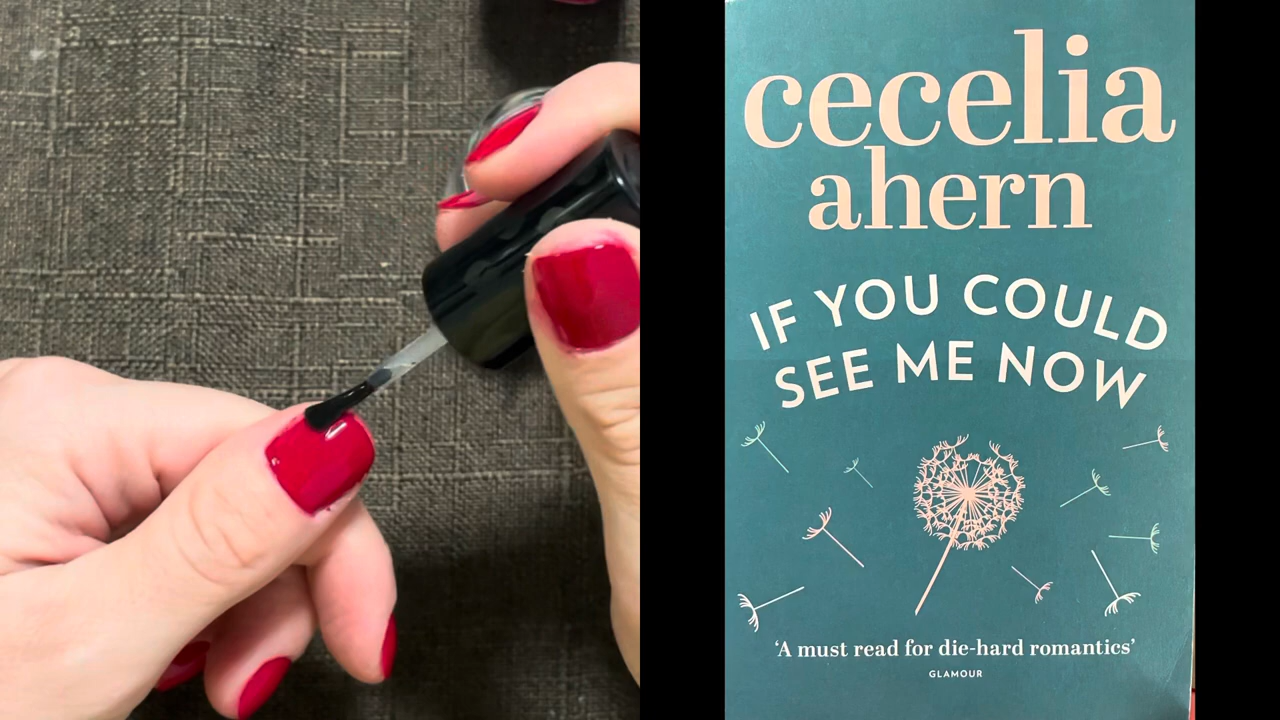 cecelia
ahern
IF YOU COULD
SEE ME NOW
‘A must read for die-hard romantics’
GLAMOUR